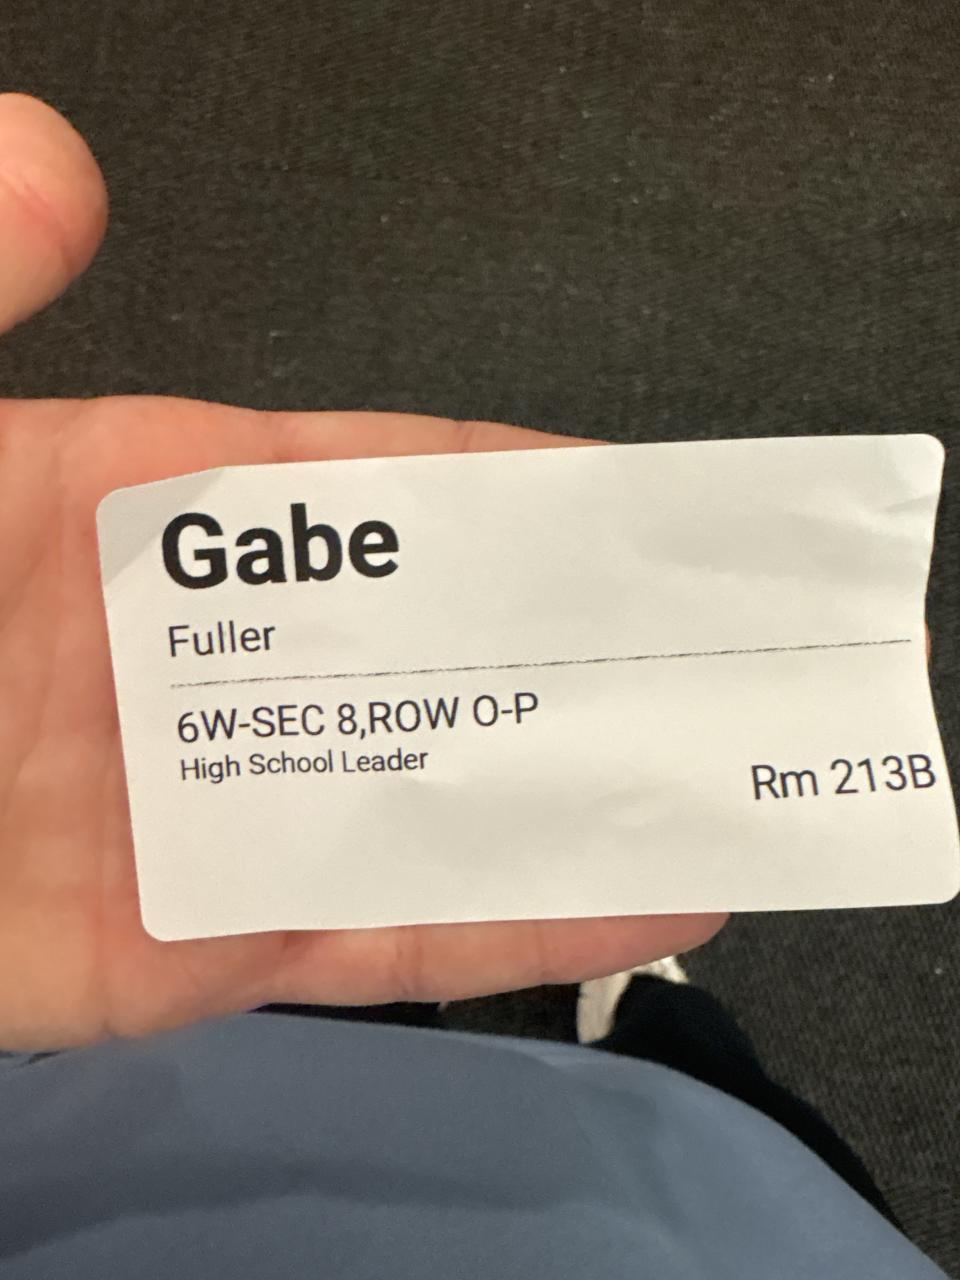 Gabe
Fuller
6W-SEC 8,ROW O-P
High School Leader
Rm 213B